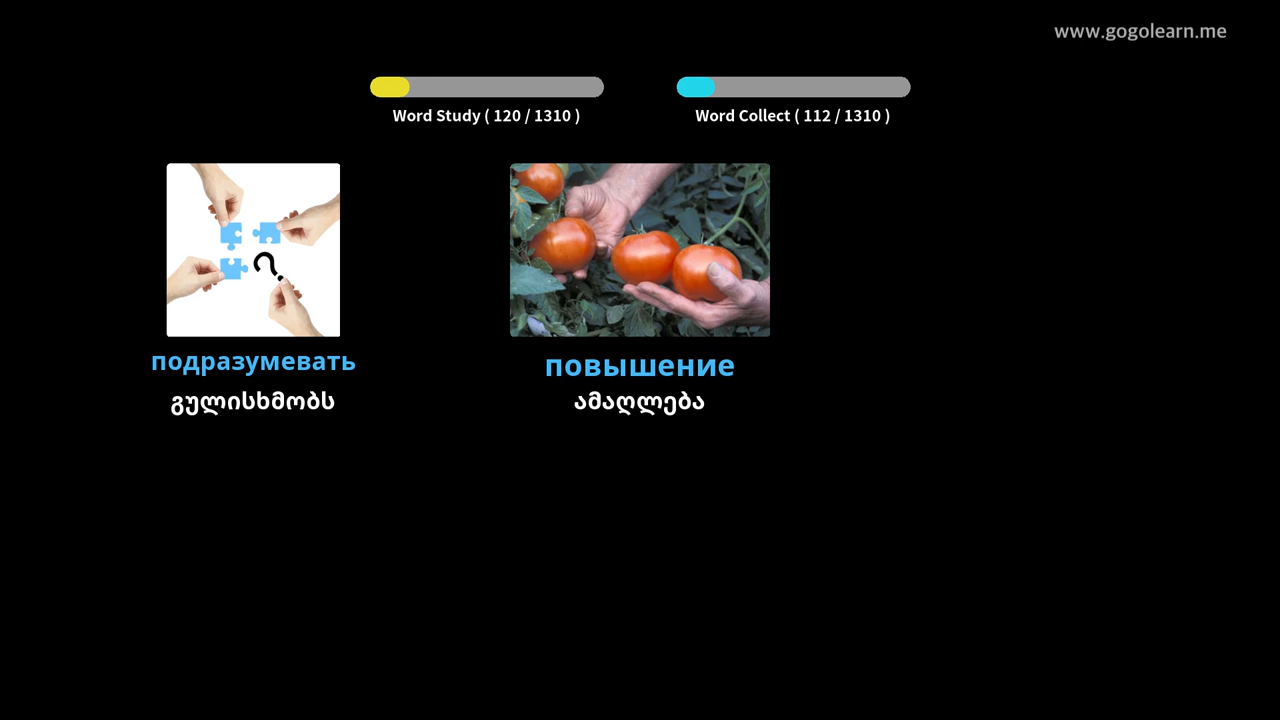 www.gogolearn.me
Word Study ( 120 / 1310 )
Word Collect ( 112 / 1310 )
подразумевать
გულისხმობს
повышение
ამაღლება